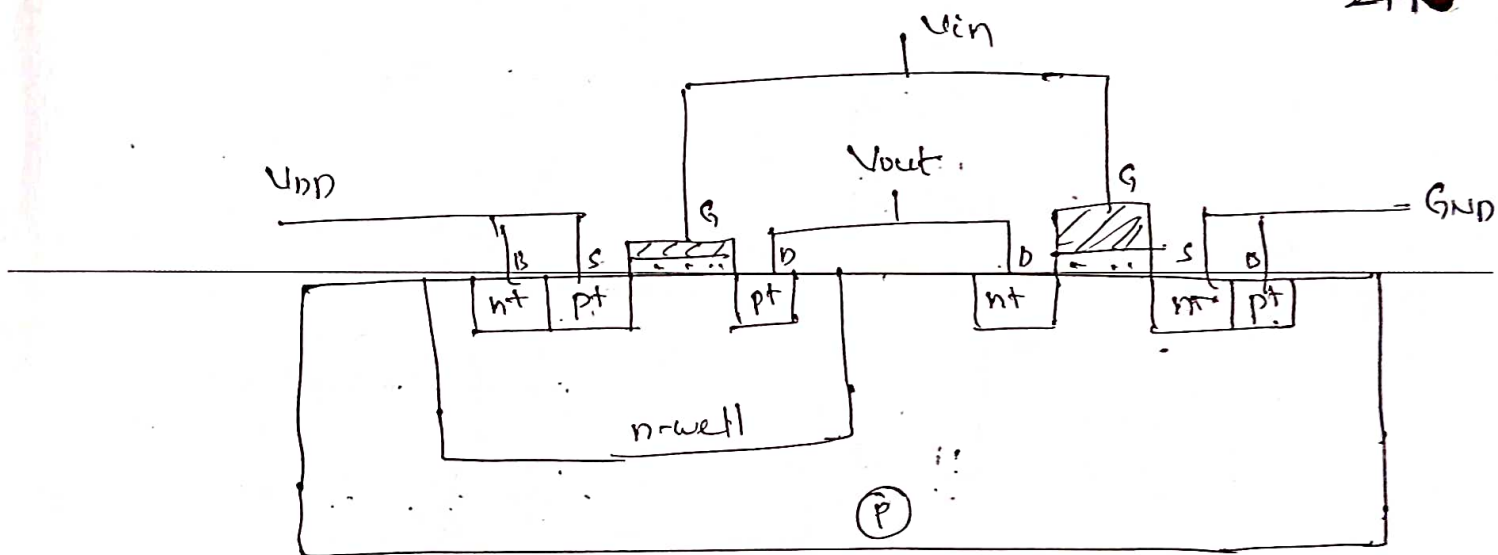 Vin
Vout
VDD
G
G
GND
B S D D S B
n+ p+ p+ n+ n+ p+
n-well
P